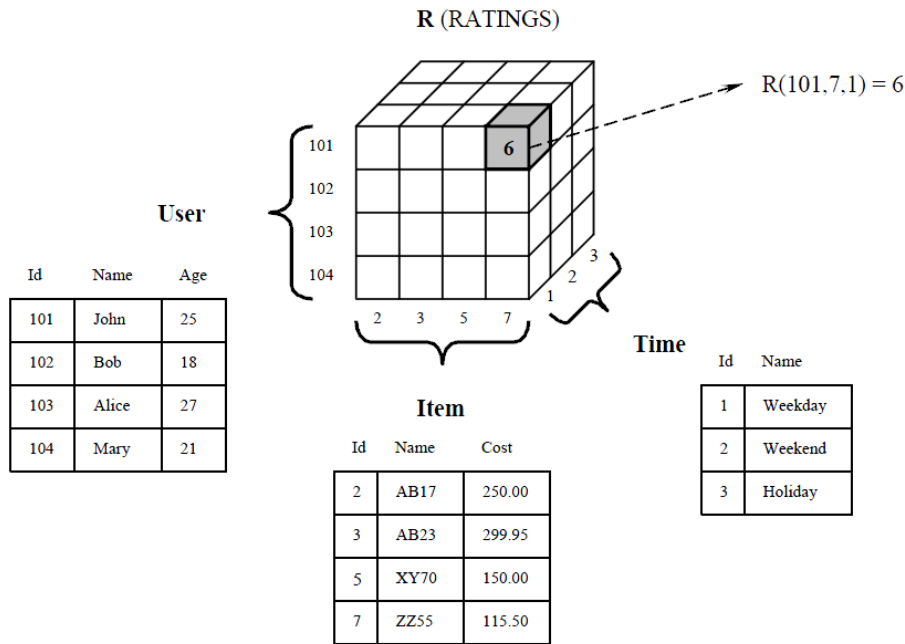 R (RATINGS)
R(101,7,1) = 6
101
6
102
User
103
104
3
2
1
2 3 5 7
Time
Id Name Age
101 John 25
102 Bob 18
103 Alice 27
104 Mary 21
Item
Id Name Cost
2 AB17 250.00
3 AB23 299.95
5 XY70 150.00
7 ZZ55 115.50
Id Name
1 Weekday
2 Weekend
3 Holiday